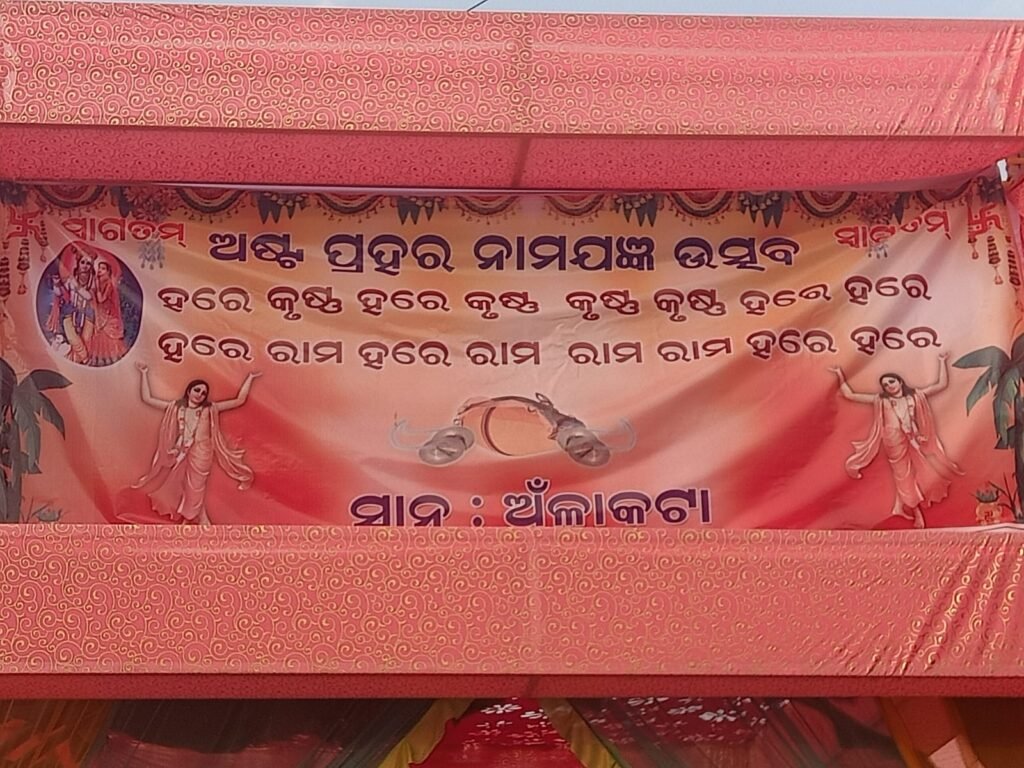 ସ୍ୱାଗତମ୍ ସ୍ୱାଗତମ୍
ଅଷ୍ଟ ପ୍ରହର ନାମଯଜ୍ଞ ଉତ୍ସବ
ହରେ କୃଷ୍ଣ ହରେ କୃଷ୍ଣ କୃଷ୍ଣ କୃଷ୍ଣ ହରେ ହରେ
ହରେ ରାମ ହରେ ରାମ ରାମ ରାମ ହରେ ହରେ
ସ୍ଥାନ : ଅଁଳାକଟା